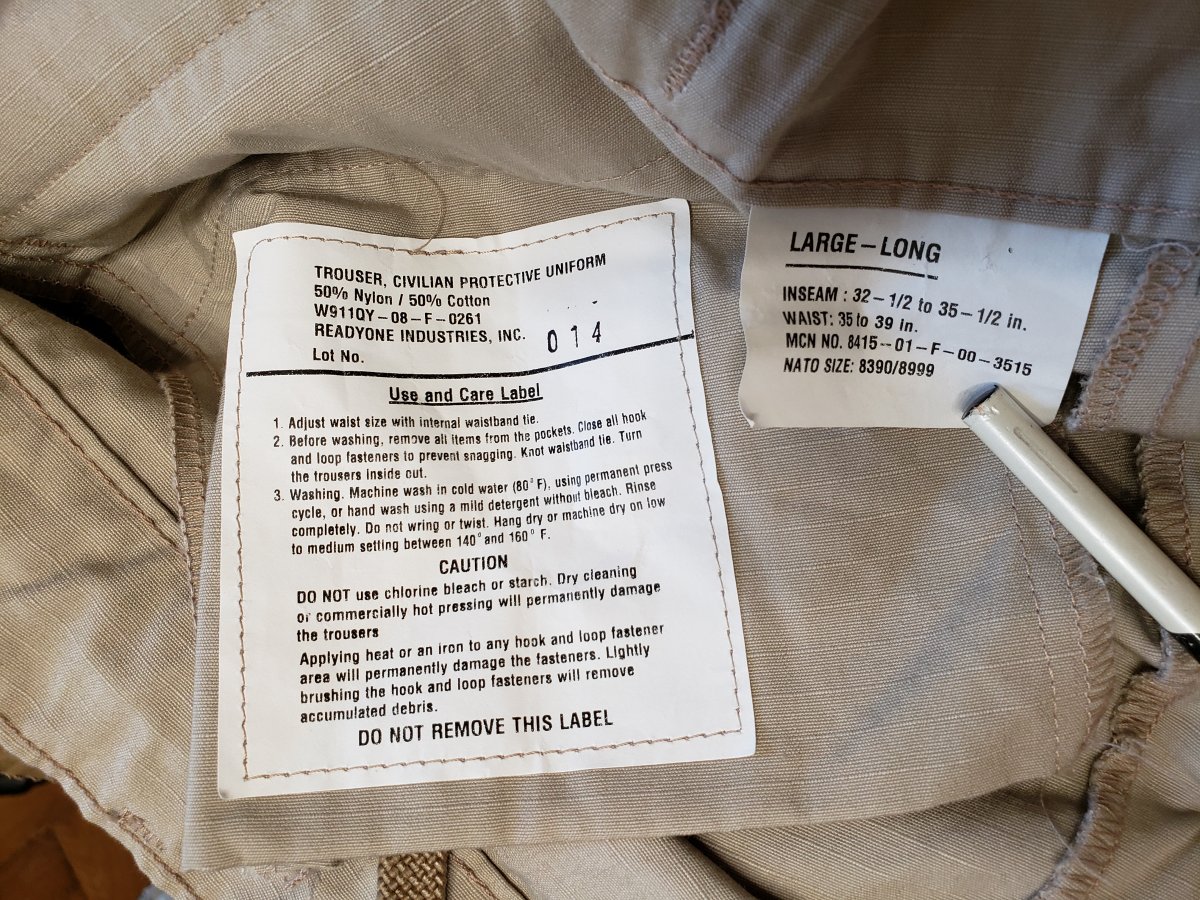 TROUSER, CIVILIAN PROTECTIVE UNIFORM
50% Nylon / 50% Cotton
W911QY-08-F-0261
READYONE INDUSTRIES, INC. 014
Lot No.
Use and Care Label
1. Adjust waist size with internal waistband tie.
2. Before washing, remove all items from the pockets. Close all hook
and loop fasteners to prevent snagging. Knot waistband tie. Turn
the trousers inside out.
3. Washing. Machine wash in cold water (80°F), using permanent press
cycle, or hand wash using a mild detergent without bleach. Rinse
completely. Do not wring or twist. Hang dry or machine dry on low
to medium setting between 140° and 160° F.
CAUTION
DO NOT use chlorine bleach or starch. Dry cleaning
or commercially hot pressing will permanently damage
the trousers
Applying heat or an iron to any hook and loop fastener
area will permanently damage the fasteners. Lightly
brushing the hook and loop fasteners will remove
accumulated debris.
DO NOT REMOVE THIS LABEL
LARGE-LONG
INSEAM : 32-1/2 to 35-1/2 in.
WAIST: 35 to 39 in.
MCN NO. 8415-01-F-00-3515
NATO SIZE: 8390/8999